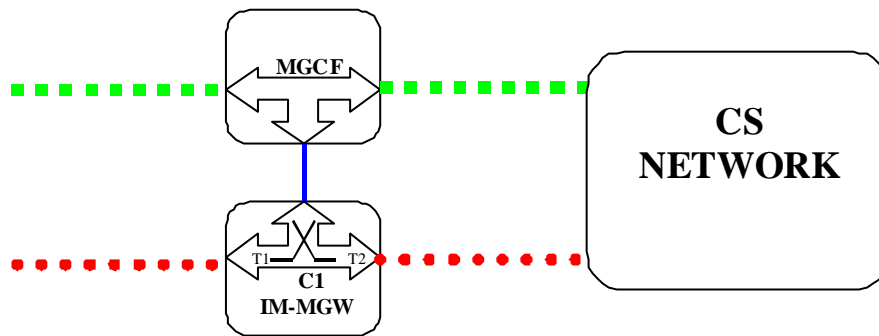 MGCF
CS
NETWORK
T1 T2
C1
IM-MGW